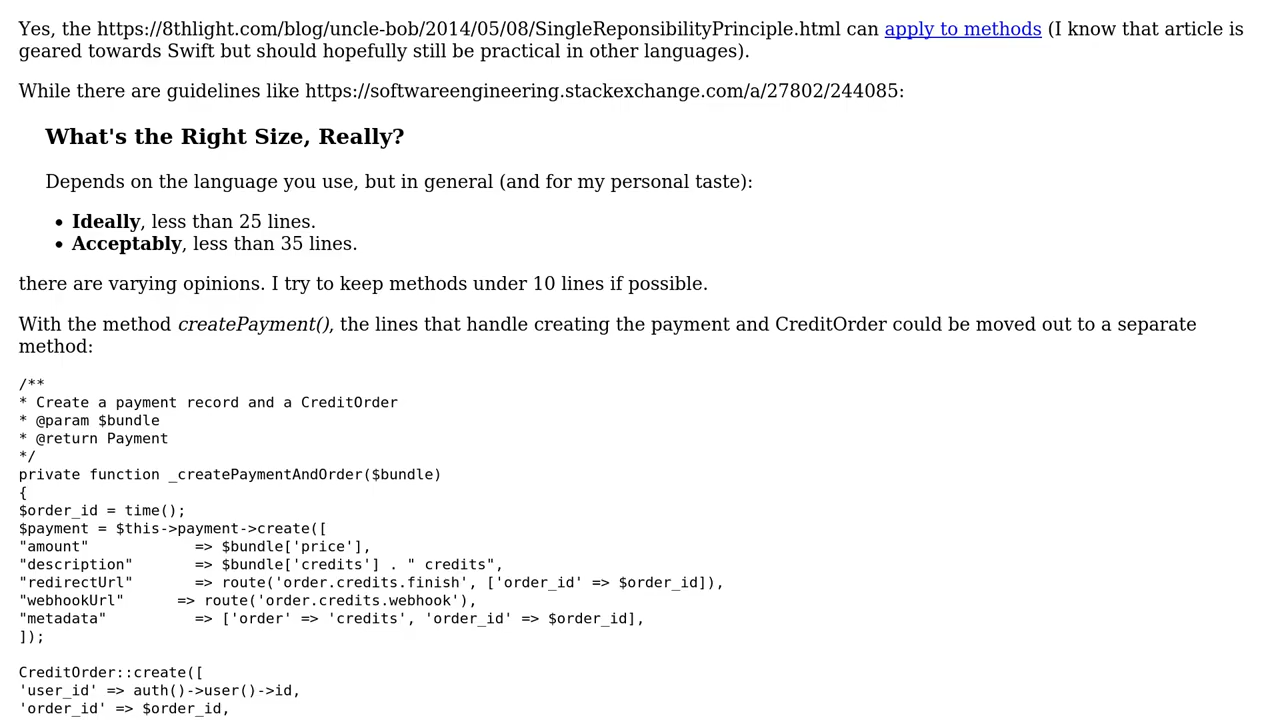 Yes, the https://8thlight.com/blog/uncle-bob/2014/05/08/SingleReponsibilityPrinciple.html can apply to methods (I know that article is
geared towards Swift but should hopefully still be practical in other languages).
While there are guidelines like https://softwareengineering.stackexchange.com/a/27802/244085:
What's the Right Size, Really?
Depends on the language you use, but in general (and for my personal taste):
• Ideally, less than 25 lines.
• Acceptably, less than 35 lines.
there are varying opinions. I try to keep methods under 10 lines if possible.
With the method createPayment(), the lines that handle creating the payment and CreditOrder could be moved out to a separate
method:
/**
* Create a payment record and a CreditOrder
* @param $bundle
* @return Payment
*/
private function _createPaymentAndOrder($bundle)
{
$order_id = time();
$payment = $this->payment->create([
"amount"            => $bundle['price'],
"description"       => $bundle['credits'] . " credits",
"redirectUrl"       => route('order.credits.finish', ['order_id' => $order_id]),
"webhookUrl"      => route('order.credits.webhook'),
"metadata"          => ['order' => 'credits', 'order_id' => $order_id],
]);
CreditOrder::create([
'user_id' => auth()->user()->id,
'order_id' => $order_id,